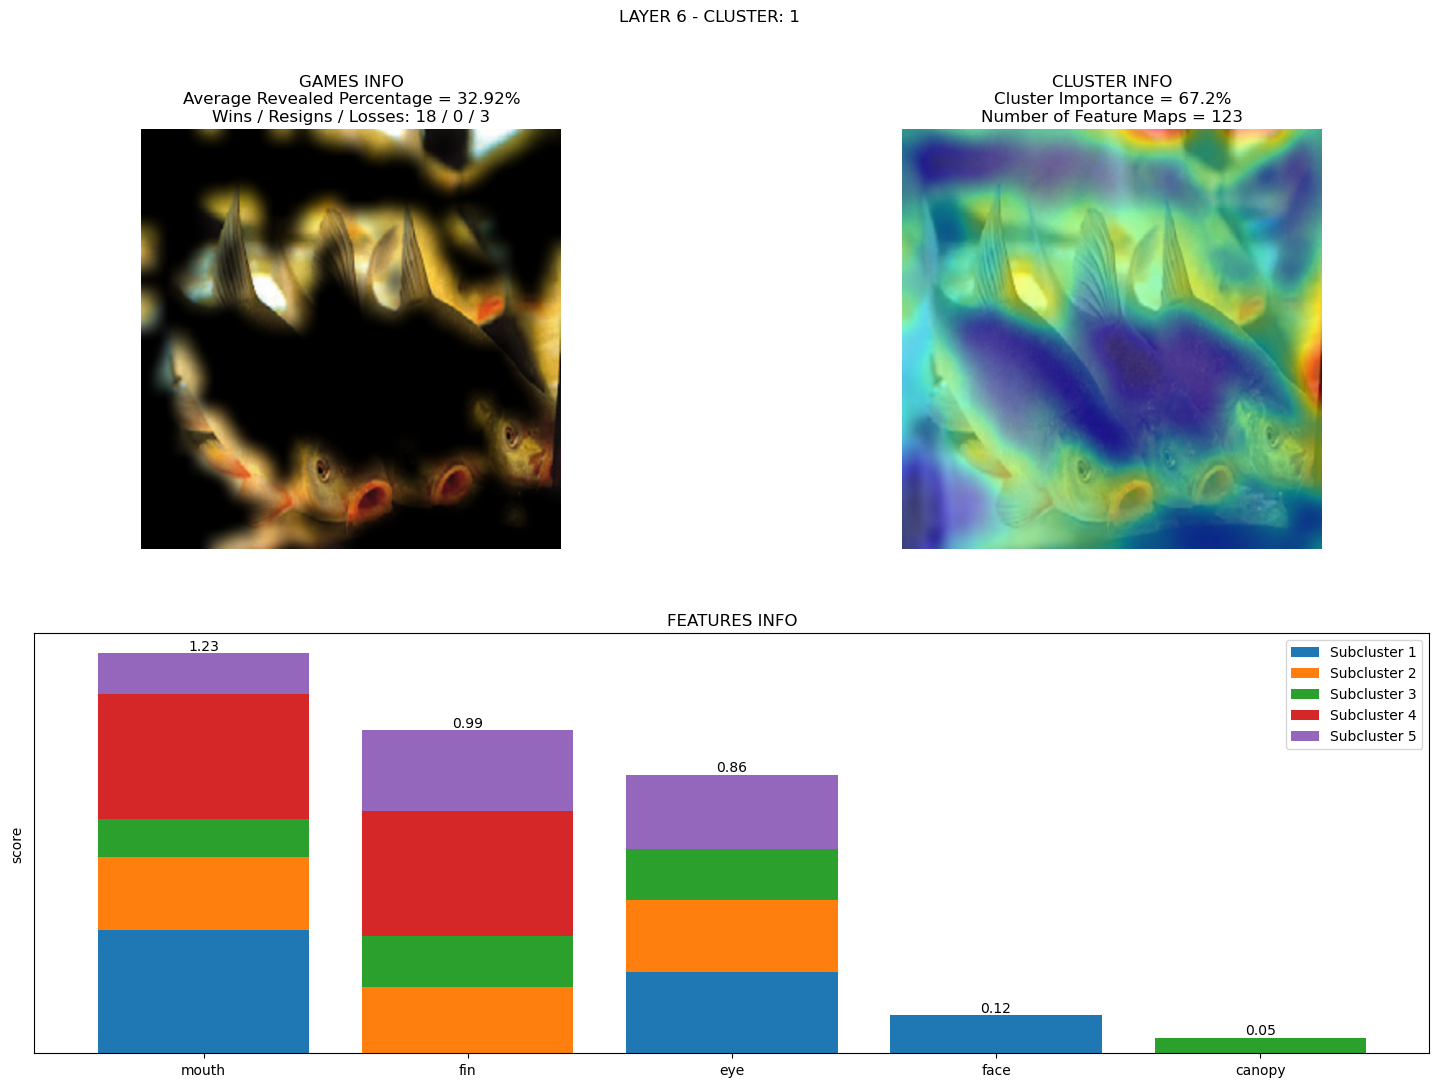 LAYER 6 - CLUSTER: 1
GAMES INFO
Average Revealed Percentage = 32.92%
Wins / Resigns / Losses: 18 / 0 / 3
CLUSTER INFO
Cluster Importance = 67.2%
Number of Feature Maps = 123
FEATURES INFO
score
1.23
0.99
0.86
0.12
0.05
Subcluster 1
Subcluster 2
Subcluster 3
Subcluster 4
Subcluster 5
mouth
fin
eye
face
canopy